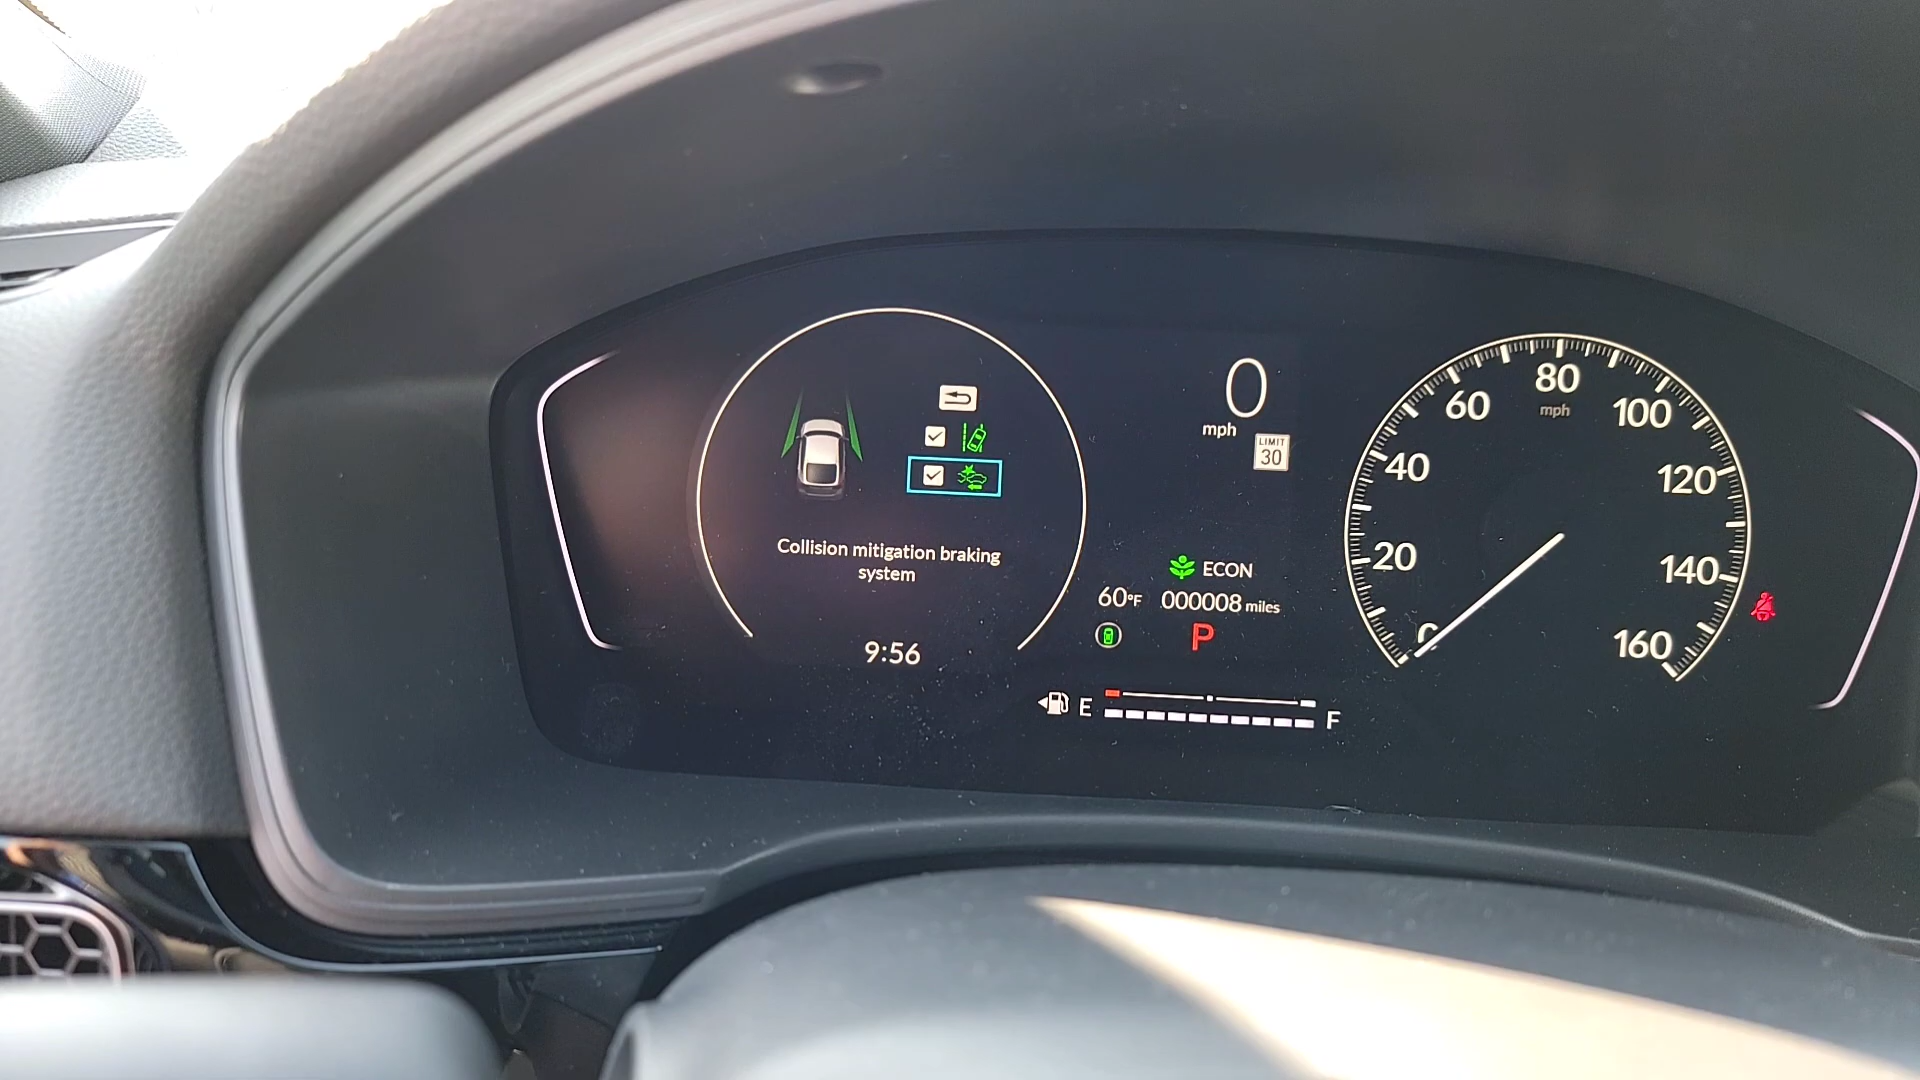 Collision mitigation braking
system
9:56
0
mph
LIMIT
30
ECON
60°F 000008 miles
P
E F
0
20
40
60
80
100
120
140
160
mph